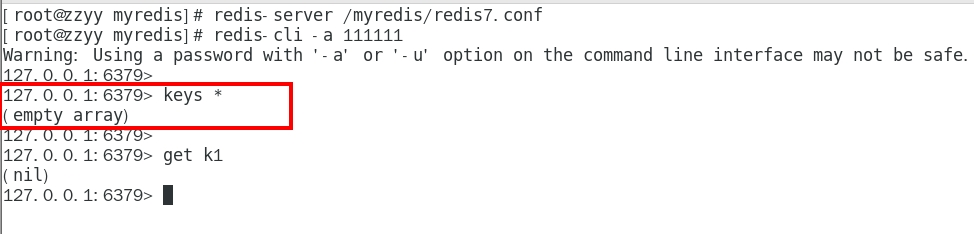 [root@zzyy myredis]# redis-server /myredis/redis7.conf
[root@zzyy myredis]# redis-cli -a 111111
Warning: Using a password with '-a' or '-u' option on the command line interface may not be safe.
127.0.0.1:6379>
127.0.0.1:6379> keys *
(empty array)
127.0.0.1:6379>
127.0.0.1:6379> get k1
(nil)
127.0.0.1:6379>